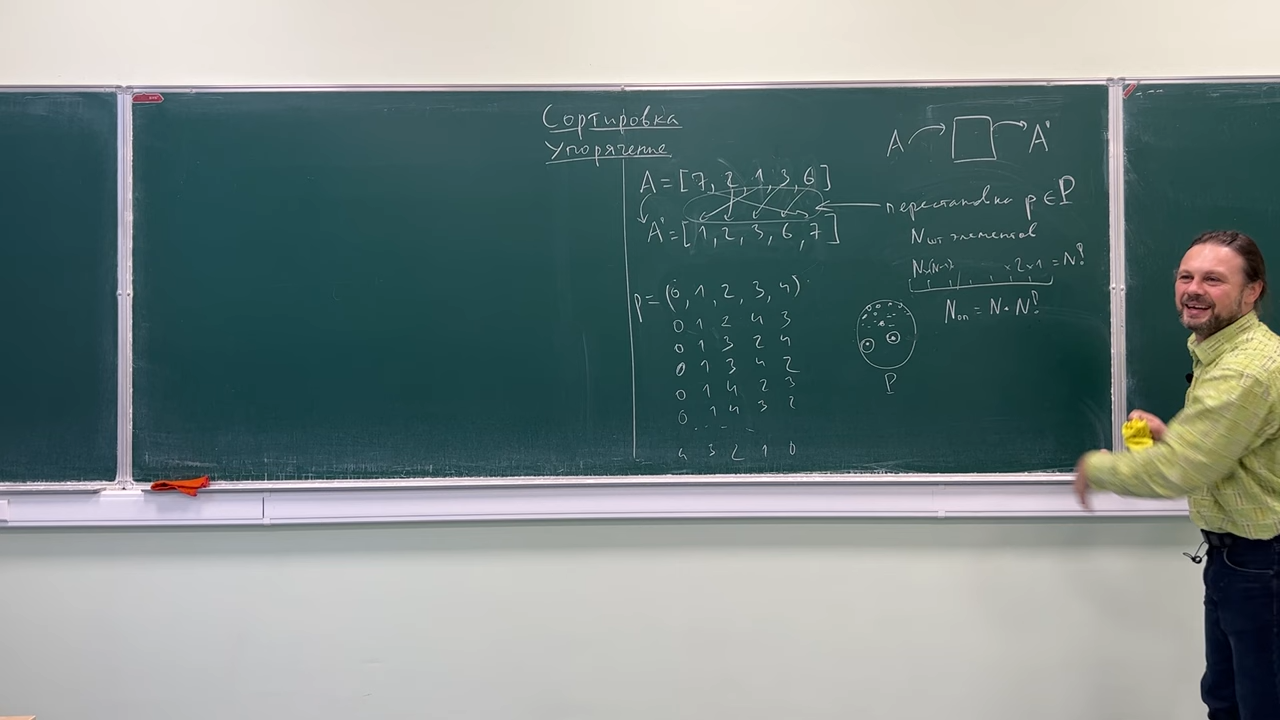 Сортировка
Упорячение
A = [7, 2, 1, 3, 6]
A' = [1, 2, 3, 6, 7]
p = (0, 1, 2, 3, 4)
0 1 2 4 3
0 1 3 2 4
0 1 3 4 2
0 1 4 2 3
0 1 4 3 2
. . . . .
4 3 2 1 0
A A'
перестановка p ∈ P
N шт элементов
N×(N-1) ×2×1 = N!
Nоп = N * N!
P